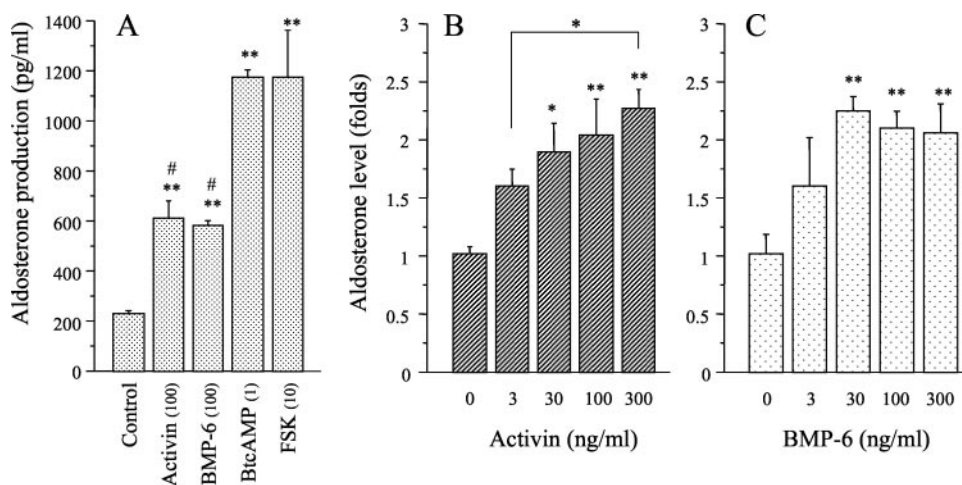 A
Aldosterone production (pg/ml)
1400
1200
1000
800
600
400
200
0
#
**
#
**
**
**
Control
Activin (100)
BMP-6 (100)
BtcAMP (1)
FSK (10)
B
Aldosterone level (folds)
3
2.5
2
1.5
1
0.5
0
*
*
**
**
0 3 30 100 300
Activin (ng/ml)
C
3
2.5
2
1.5
1
0.5
0
**
**
**
0 3 30 100 300
BMP-6 (ng/ml)